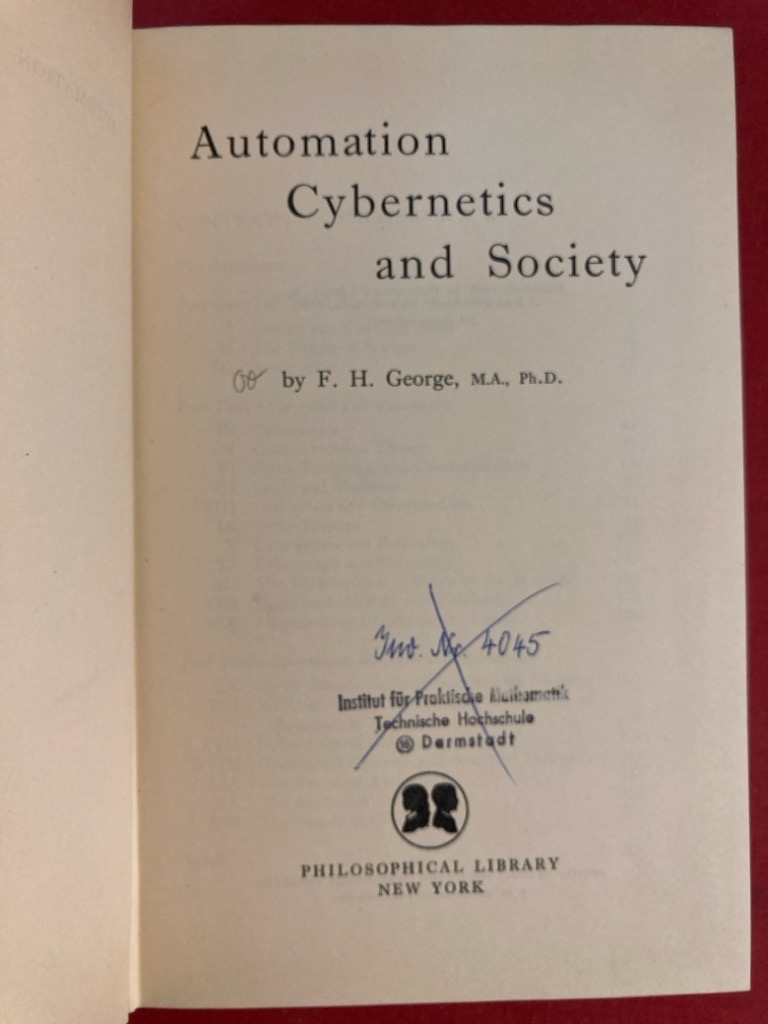 Automation
Cybernetics
and Society
by F. H. George, M.A., Ph.D.
Inv. Nr. 4045
Institut für Praktische Mathematik
Technische Hochschule
16 Darmstadt
PHILOSOPHICAL LIBRARY
NEW YORK